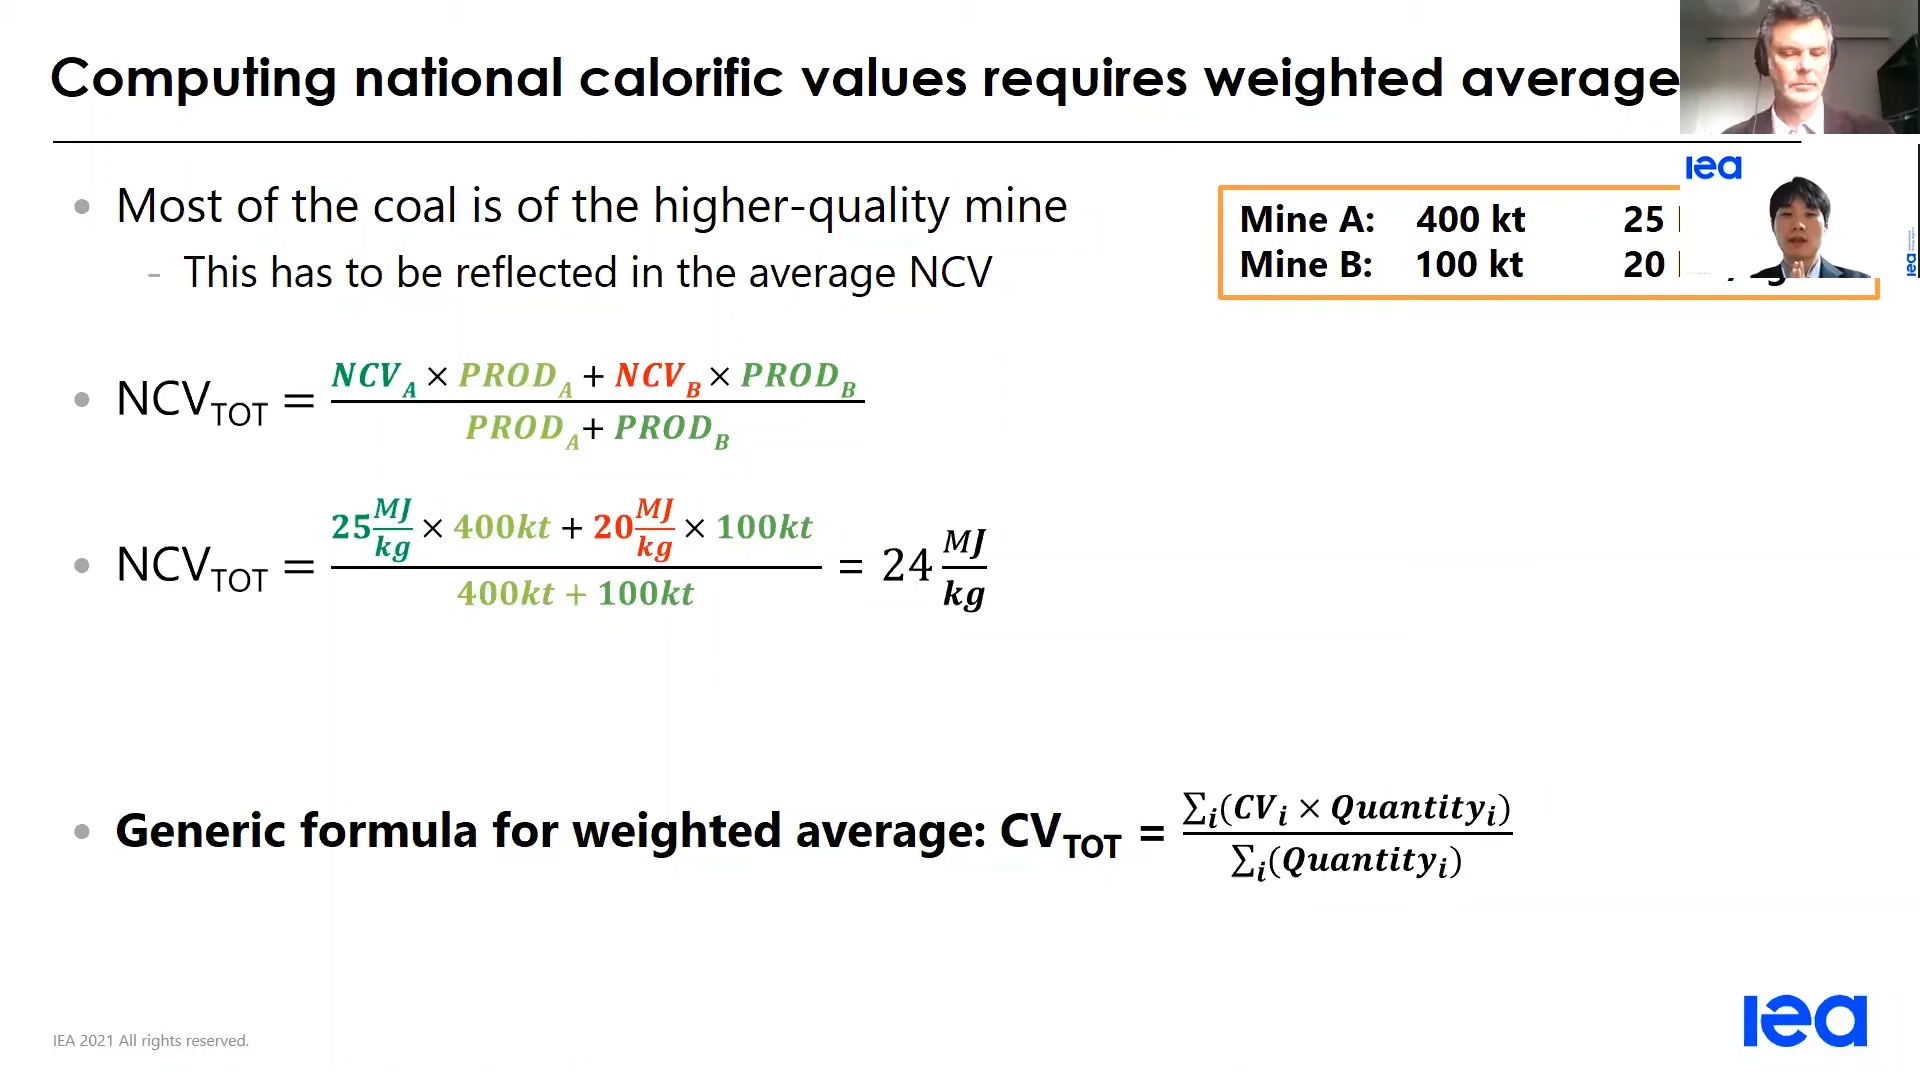 Computing national calorific values requires weighted average
iea
• Most of the coal is of the higher-quality mine
- This has to be reflected in the average NCV
Mine A: 400 kt 25
Mine B: 100 kt 20
• NCV_TOT = (NCV_A × PROD_A + NCV_B × PROD_B) / (PROD_A + PROD_B)
• NCV_TOT = (25 MJ/kg × 400kt + 20 MJ/kg × 100kt) / (400kt + 100kt) = 24 MJ/kg
• Generic formula for weighted average: CV_TOT = ∑_i(CV_i × Quantity_i) / ∑_i(Quantity_i)
IEA 2021 All rights reserved.
iea